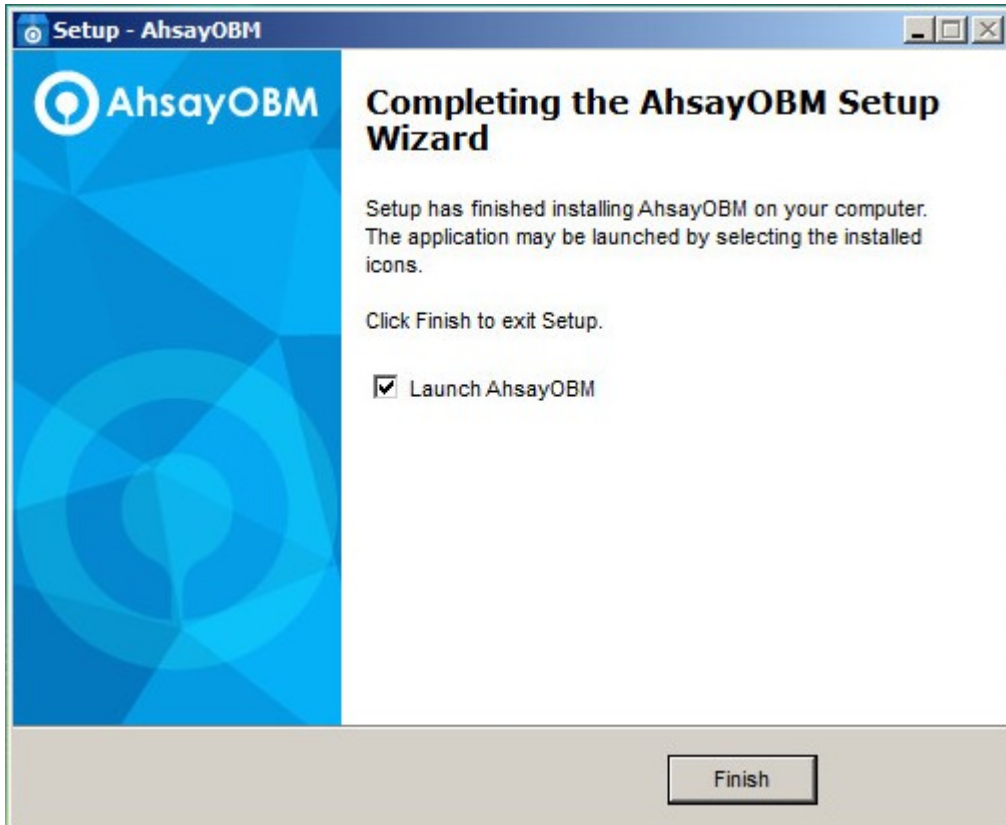 Setup - AhsayOBM
AhsayOBM
Completing the AhsayOBM Setup
Wizard
Setup has finished installing AhsayOBM on your computer.
The application may be launched by selecting the installed
icons.
Click Finish to exit Setup.
Launch AhsayOBM
Finish